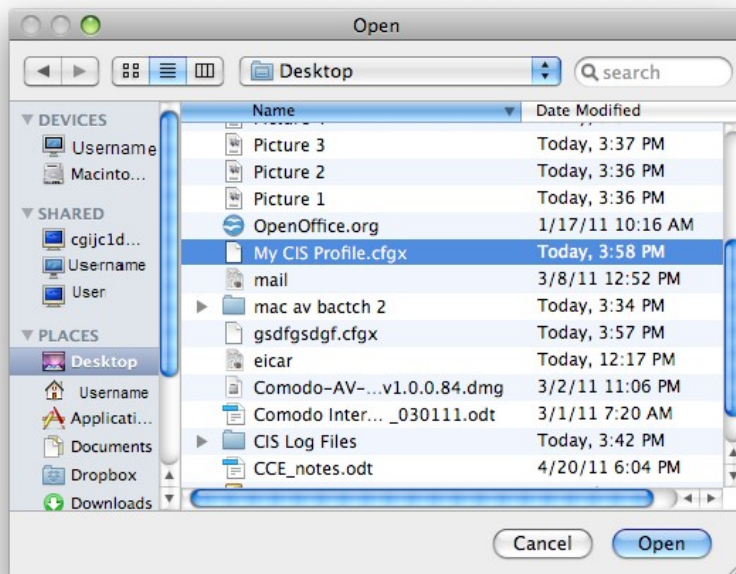 Open
Desktop
search
DEVICES
Username
Macinto...
SHARED
cgijc1d...
Username
User
PLACES
Desktop
Username
Applicati...
Documents
Dropbox
Downloads
Name Date Modified
Picture 3 Today, 3:37 PM
Picture 2 Today, 3:36 PM
Picture 1 Today, 3:36 PM
OpenOffice.org 1/17/11 10:16 AM
My CIS Profile.cfgx Today, 3:58 PM
mail 3/8/11 12:52 PM
mac av bactch 2 Today, 3:34 PM
gsdfgsdgf.cfgx Today, 3:57 PM
eicar Today, 12:17 PM
Comodo-AV-...v1.0.0.84.dmg 3/2/11 11:06 PM
Comodo Inter... _030111.odt 3/1/11 7:20 AM
CIS Log Files Today, 3:42 PM
CCE_notes.odt 4/20/11 6:04 PM
Cancel Open